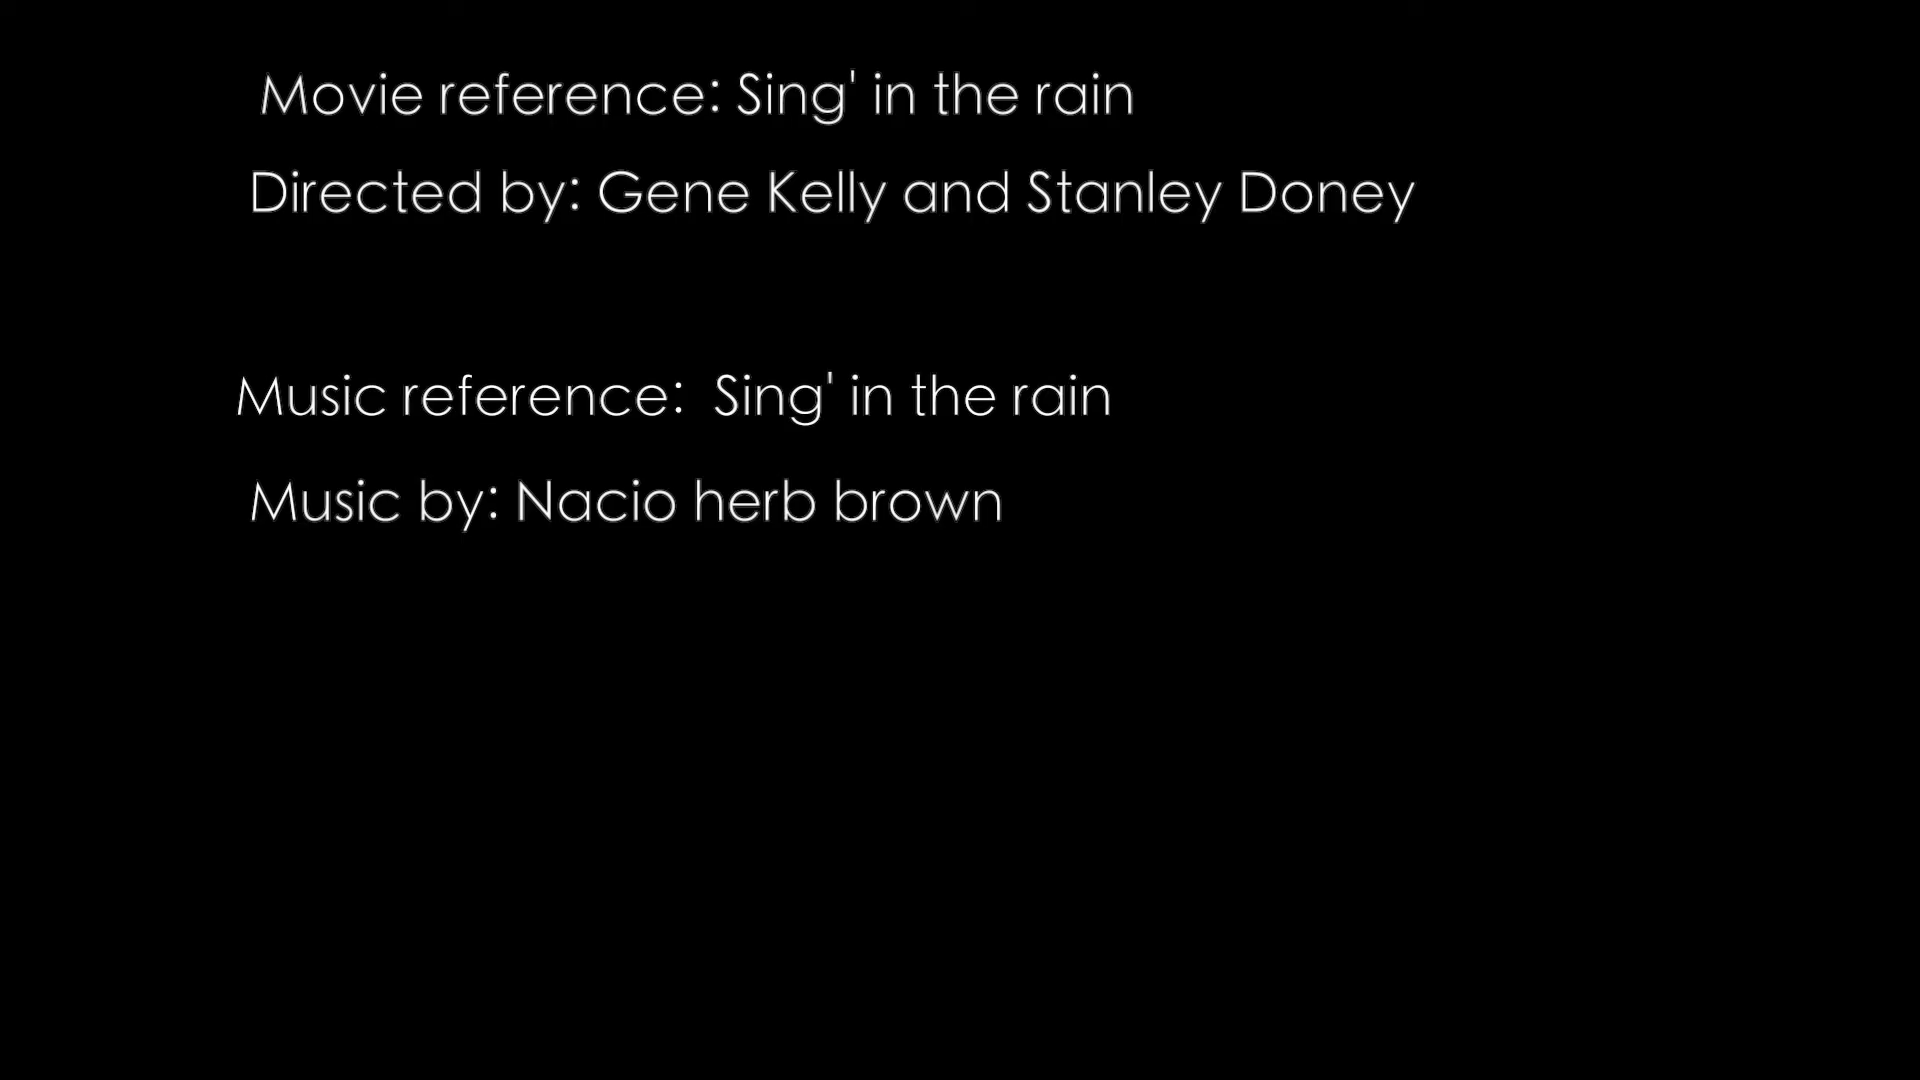 Movie reference: Sing' in the rain
Directed by: Gene Kelly and Stanley Doney
Music reference: Sing' in the rain
Music by: Nacio herb brown